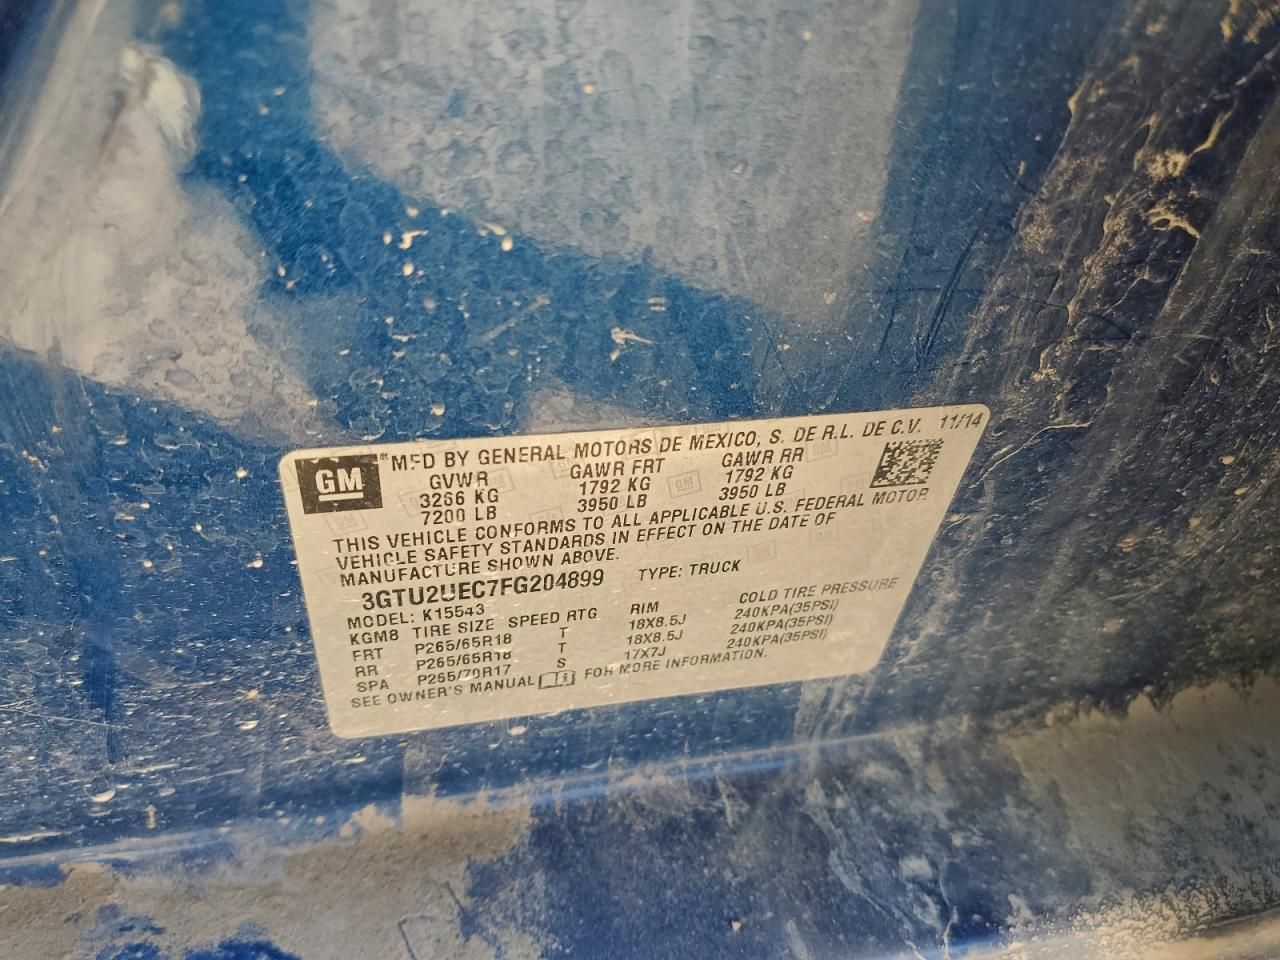 GM ® MFD BY GENERAL MOTORS DE MEXICO, S. DE R.L. DE C.V. 11/14
GVWR GAWR FRT GAWR RR
3266 KG 1792 KG 1792 KG
7200 LB 3950 LB 3950 LB
THIS VEHICLE CONFORMS TO ALL APPLICABLE U.S. FEDERAL MOTOR
VEHICLE SAFETY STANDARDS IN EFFECT ON THE DATE OF
MANUFACTURE SHOWN ABOVE.
3GTU2UEC7FG204899 TYPE: TRUCK
MODEL: K15543
KGM8 TIRE SIZE SPEED RTG RIM COLD TIRE PRESSURE
FRT P265/65R18 T 18X8.5J 240KPA(35PSI)
RR P265/65R18 T 18X8.5J 240KPA(35PSI)
SPA P265/70R17 S 17X7J 240KPA(35PSI)
SEE OWNER'S MANUAL FOR MORE INFORMATION.